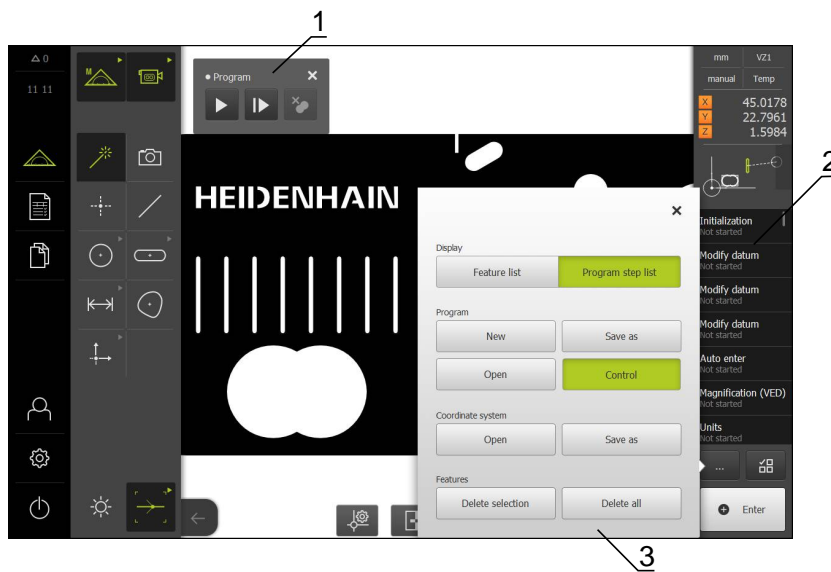 1
Δ 0
11 11
M
Program
HEIDENHAIN
mm VZ1
manual Temp
X 45.0178
Y 22.7961
Z 1.5984
2
Initialization
Not started
Modify datum
Not started
Modify datum
Not started
Modify datum
Not started
Auto enter
Not started
Magnification (VED)
Not started
Units
Not started
...
Enter
Display
Feature list Program step list
Program
New Save as
Open Control
Coordinate system
Open Save as
Features
Delete selection Delete all
3